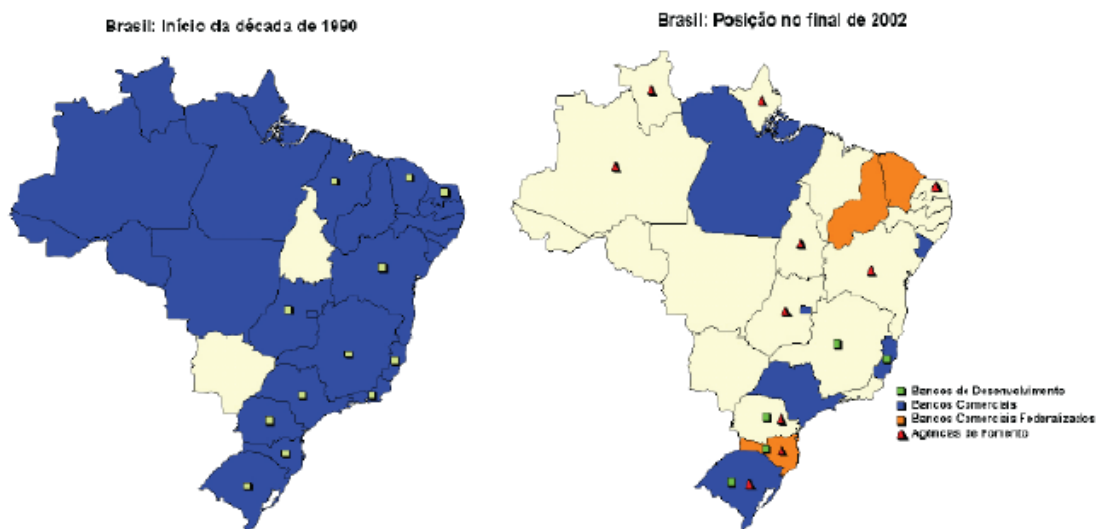 Brasil: Início da década de 1990
Brasil: Posição no final de 2002
Bancos de Desenvolvimento
Bancos Comerciais
Bancos Comerciais Federalizados
Agências de Fomento